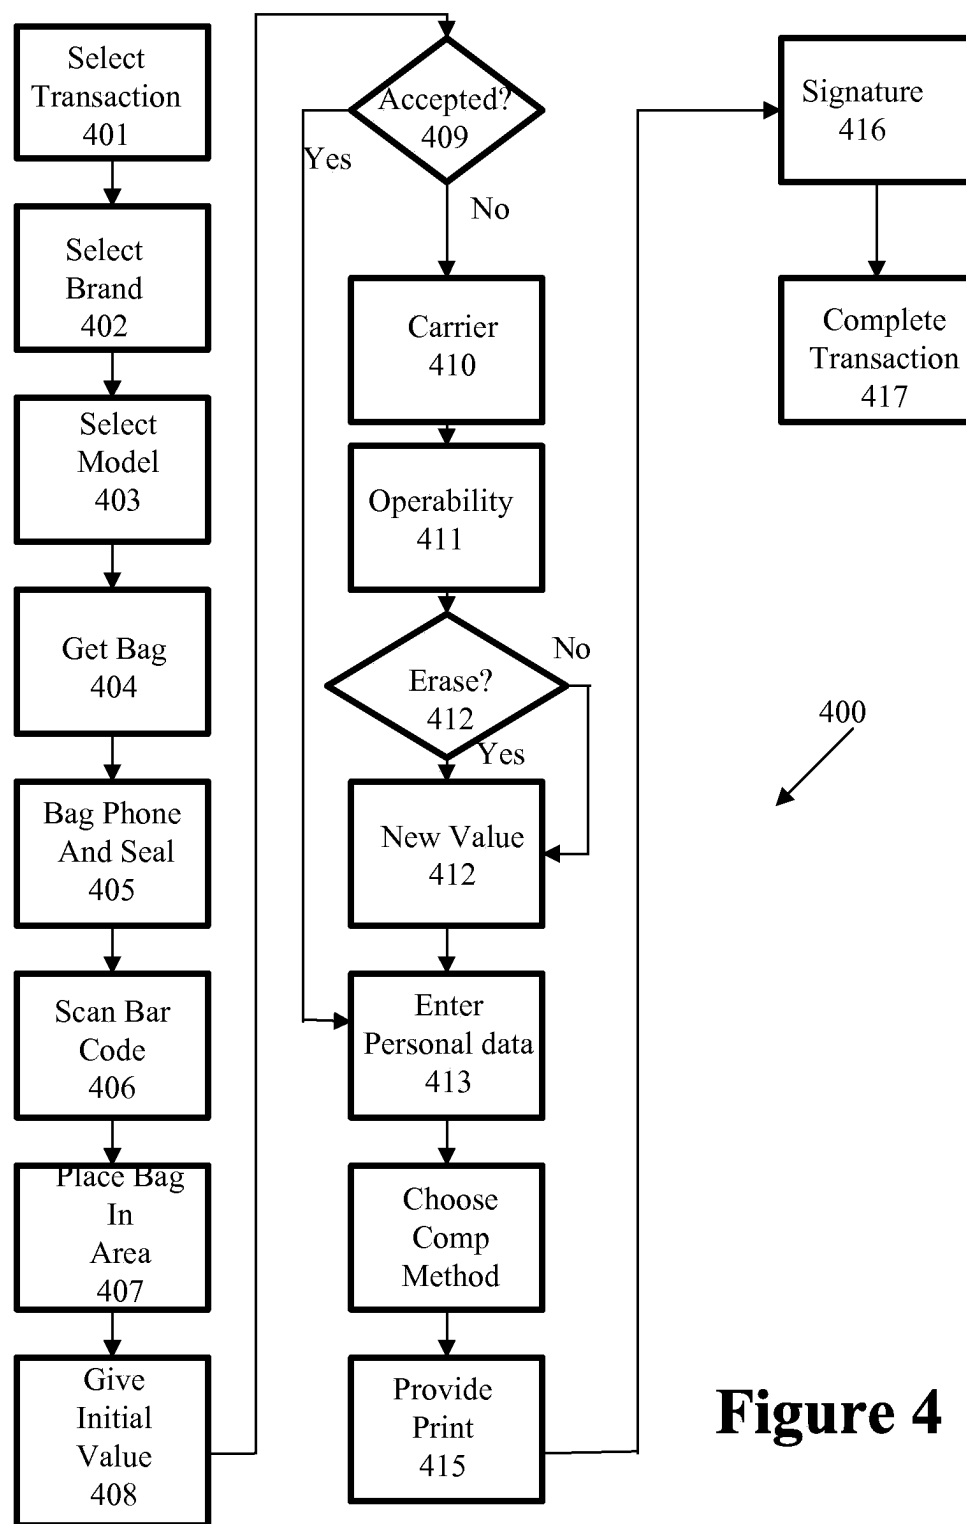 Select
Transaction
401
Select
Brand
402
Select
Model
403
Get Bag
404
Bag Phone
And Seal
405
Scan Bar
Code
406
Place Bag
In
Area
407
Give
Initial
Value
408
Accepted?
409
Yes
No
Carrier
410
Operability
411
Erase?
412
No
Yes
New Value
412
Enter
Personal data
413
Choose
Comp
Method
Provide
Print
415
Signature
416
Complete
Transaction
417
400
Figure 4